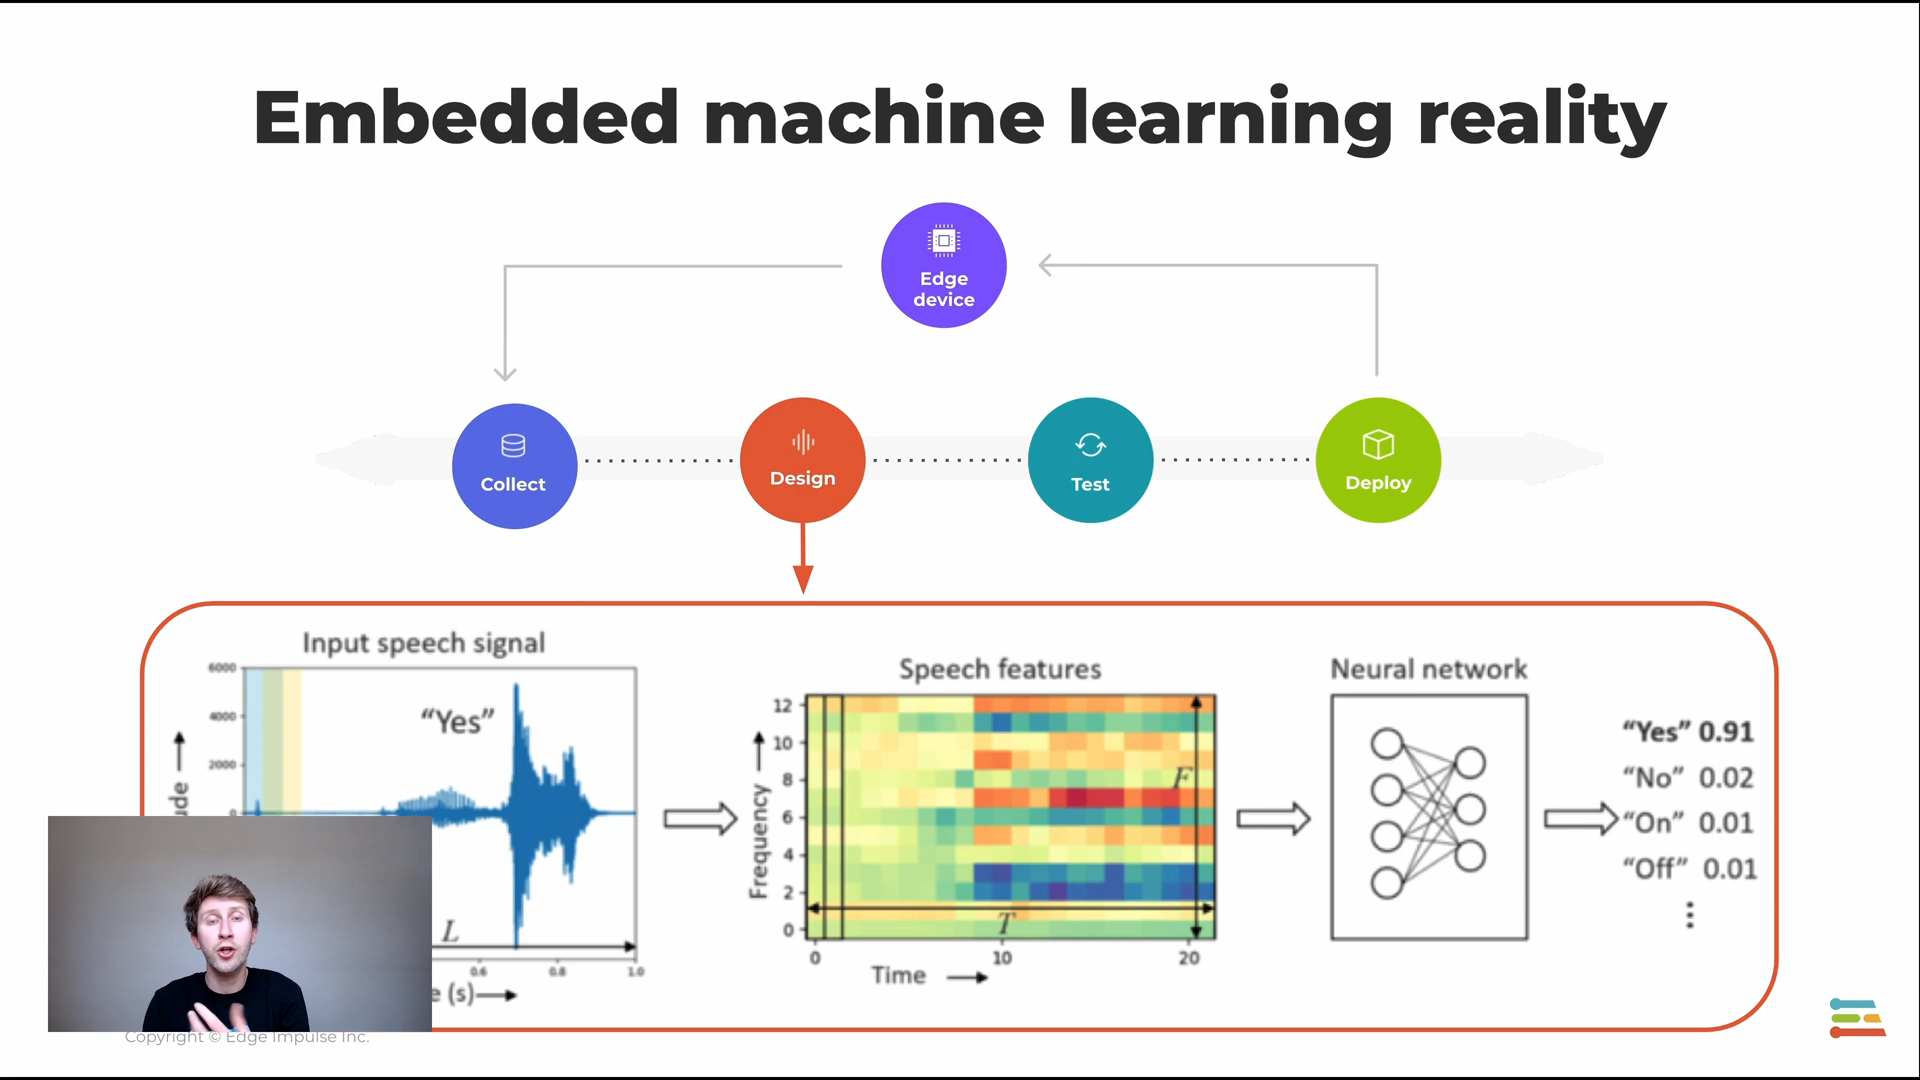 Embedded machine learning reality
Edge
device
Collect
Design
Test
Deploy
Input speech signal
6000
4000
2000
0
“Yes”
L
0.6
0.8
1.0
(s)
Speech features
Frequency
12
10
8
6
4
2
0
F
T
0
10
20
Time
Neural network
“Yes” 0.91
“No” 0.02
“On” 0.01
“Off” 0.01
Copyright © Edge Impulse Inc.